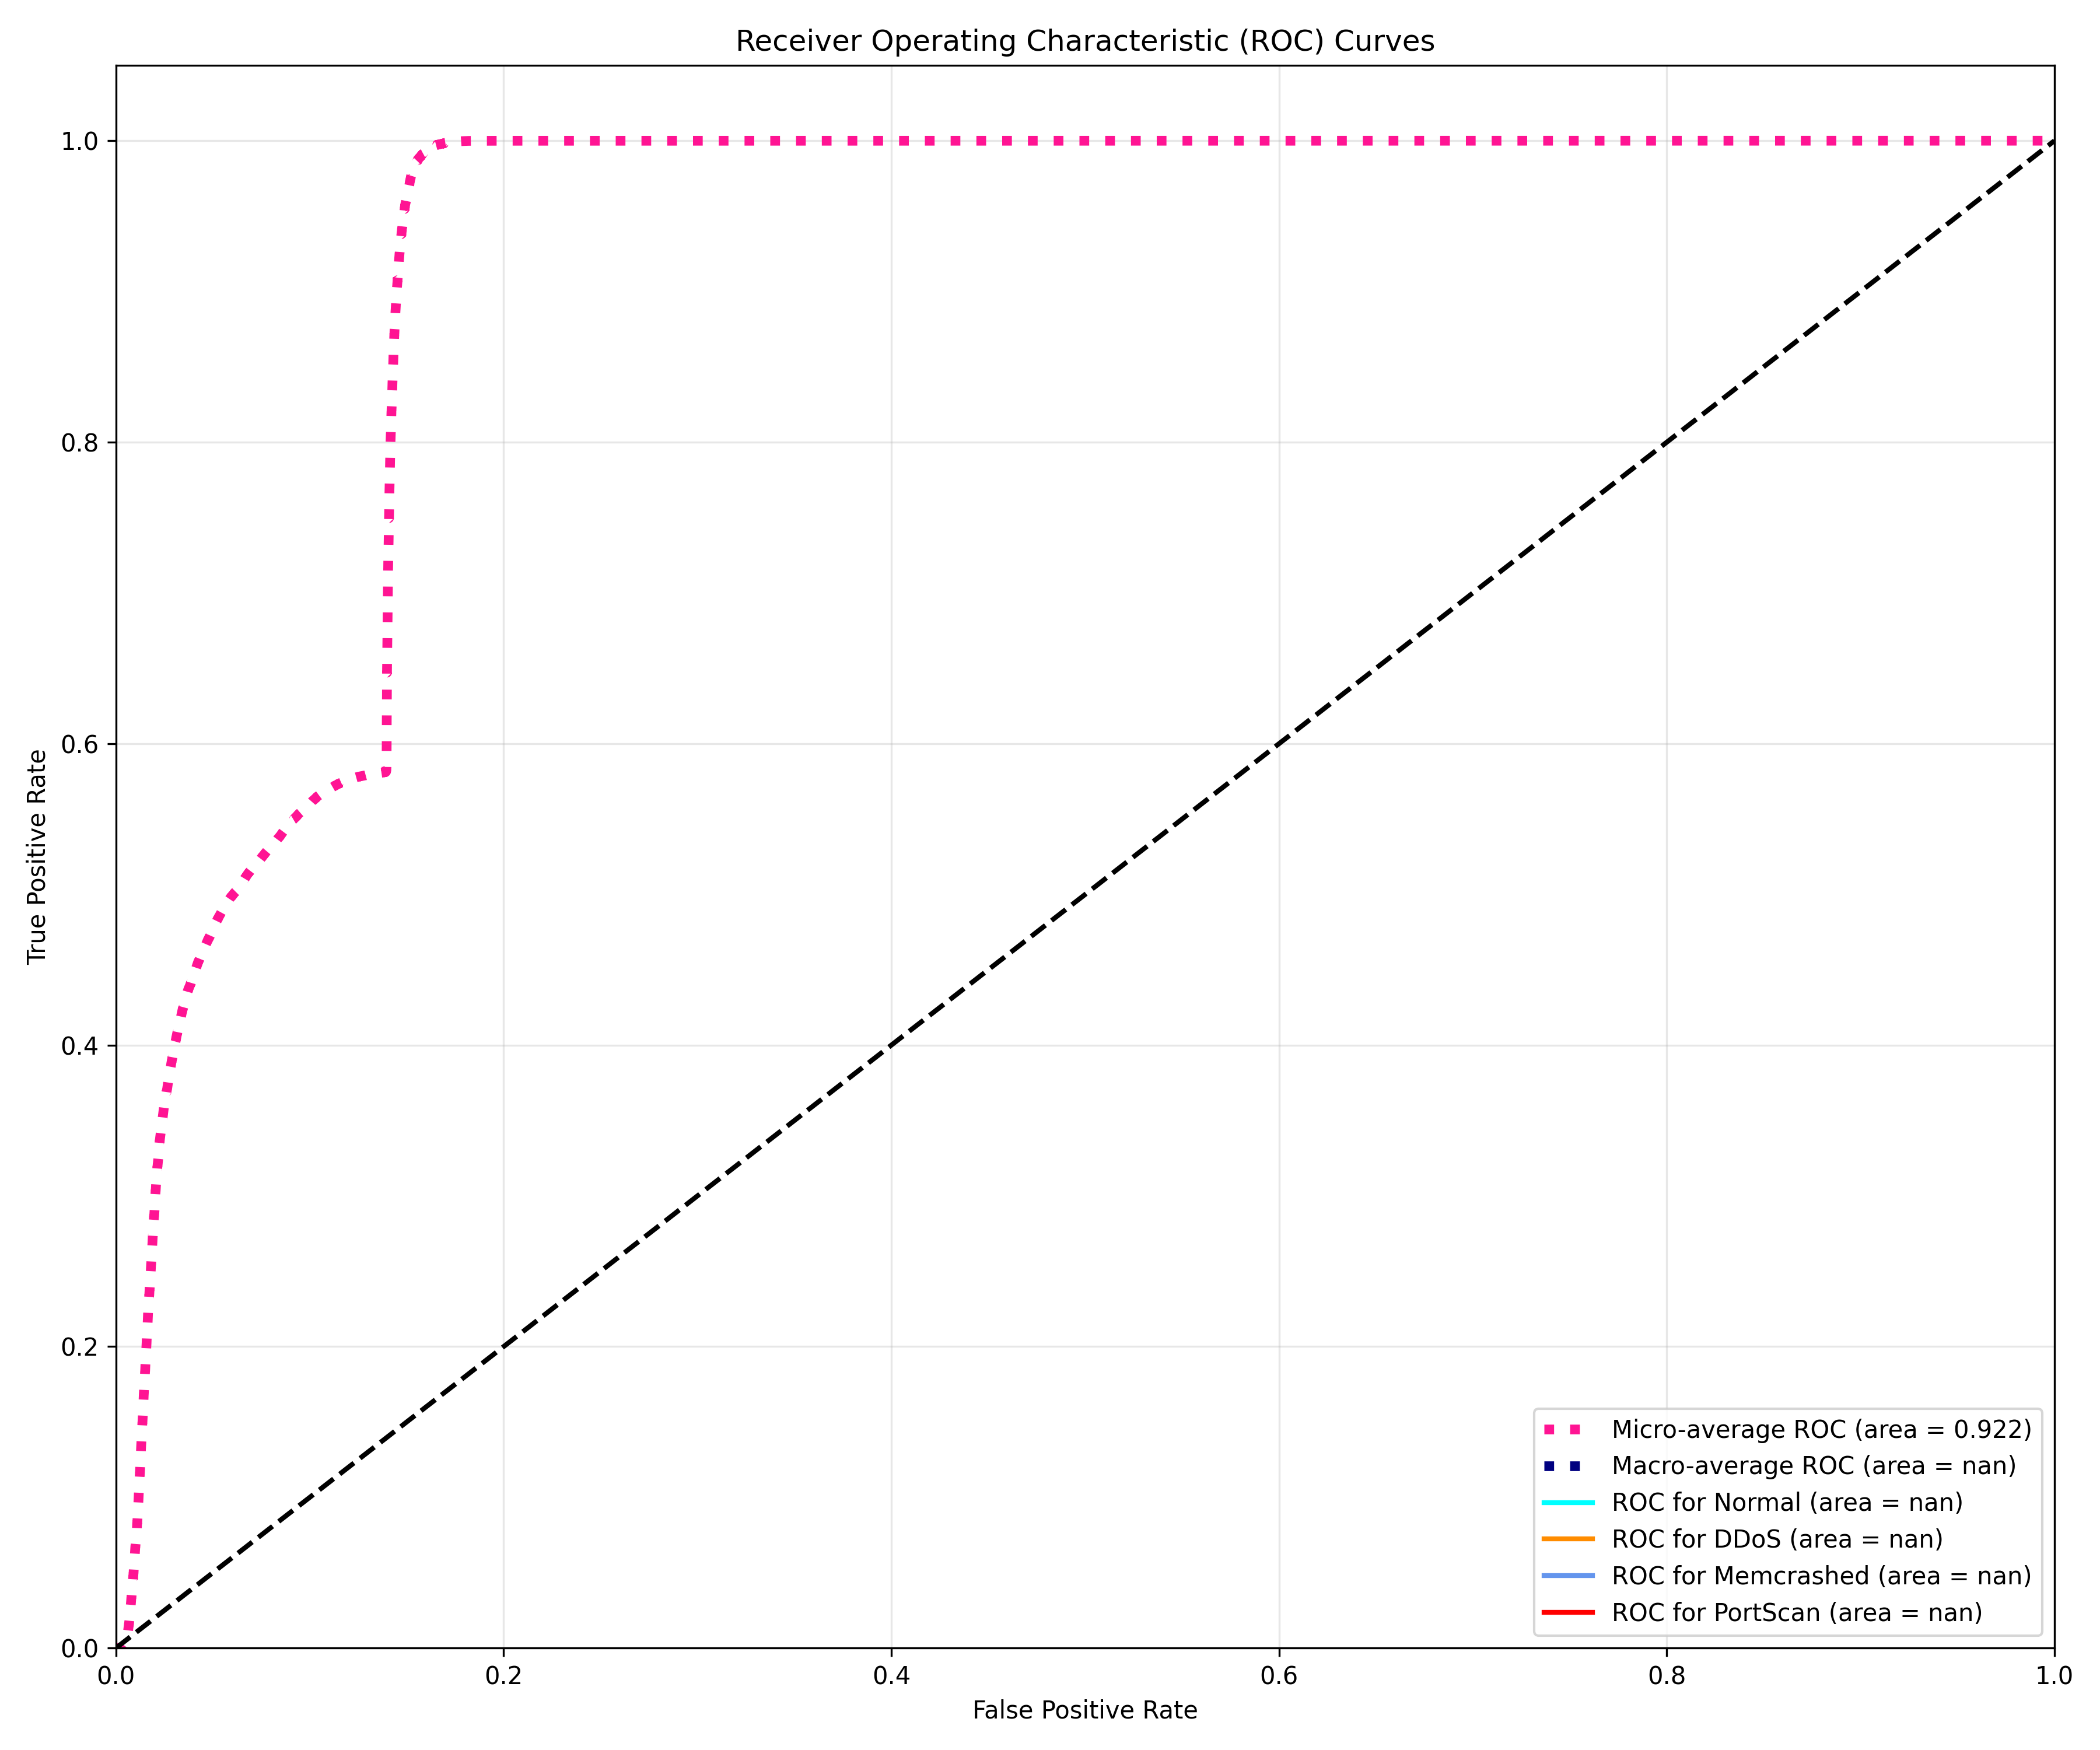 Receiver Operating Characteristic (ROC) Curves
1.0
0.8
0.6
0.4
0.2
0.0
True Positive Rate
0.0 0.2 0.4 0.6 0.8 1.0
False Positive Rate
Micro-average ROC (area = 0.922)
Macro-average ROC (area = nan)
ROC for Normal (area = nan)
ROC for DDoS (area = nan)
ROC for Memcrashed (area = nan)
ROC for PortScan (area = nan)